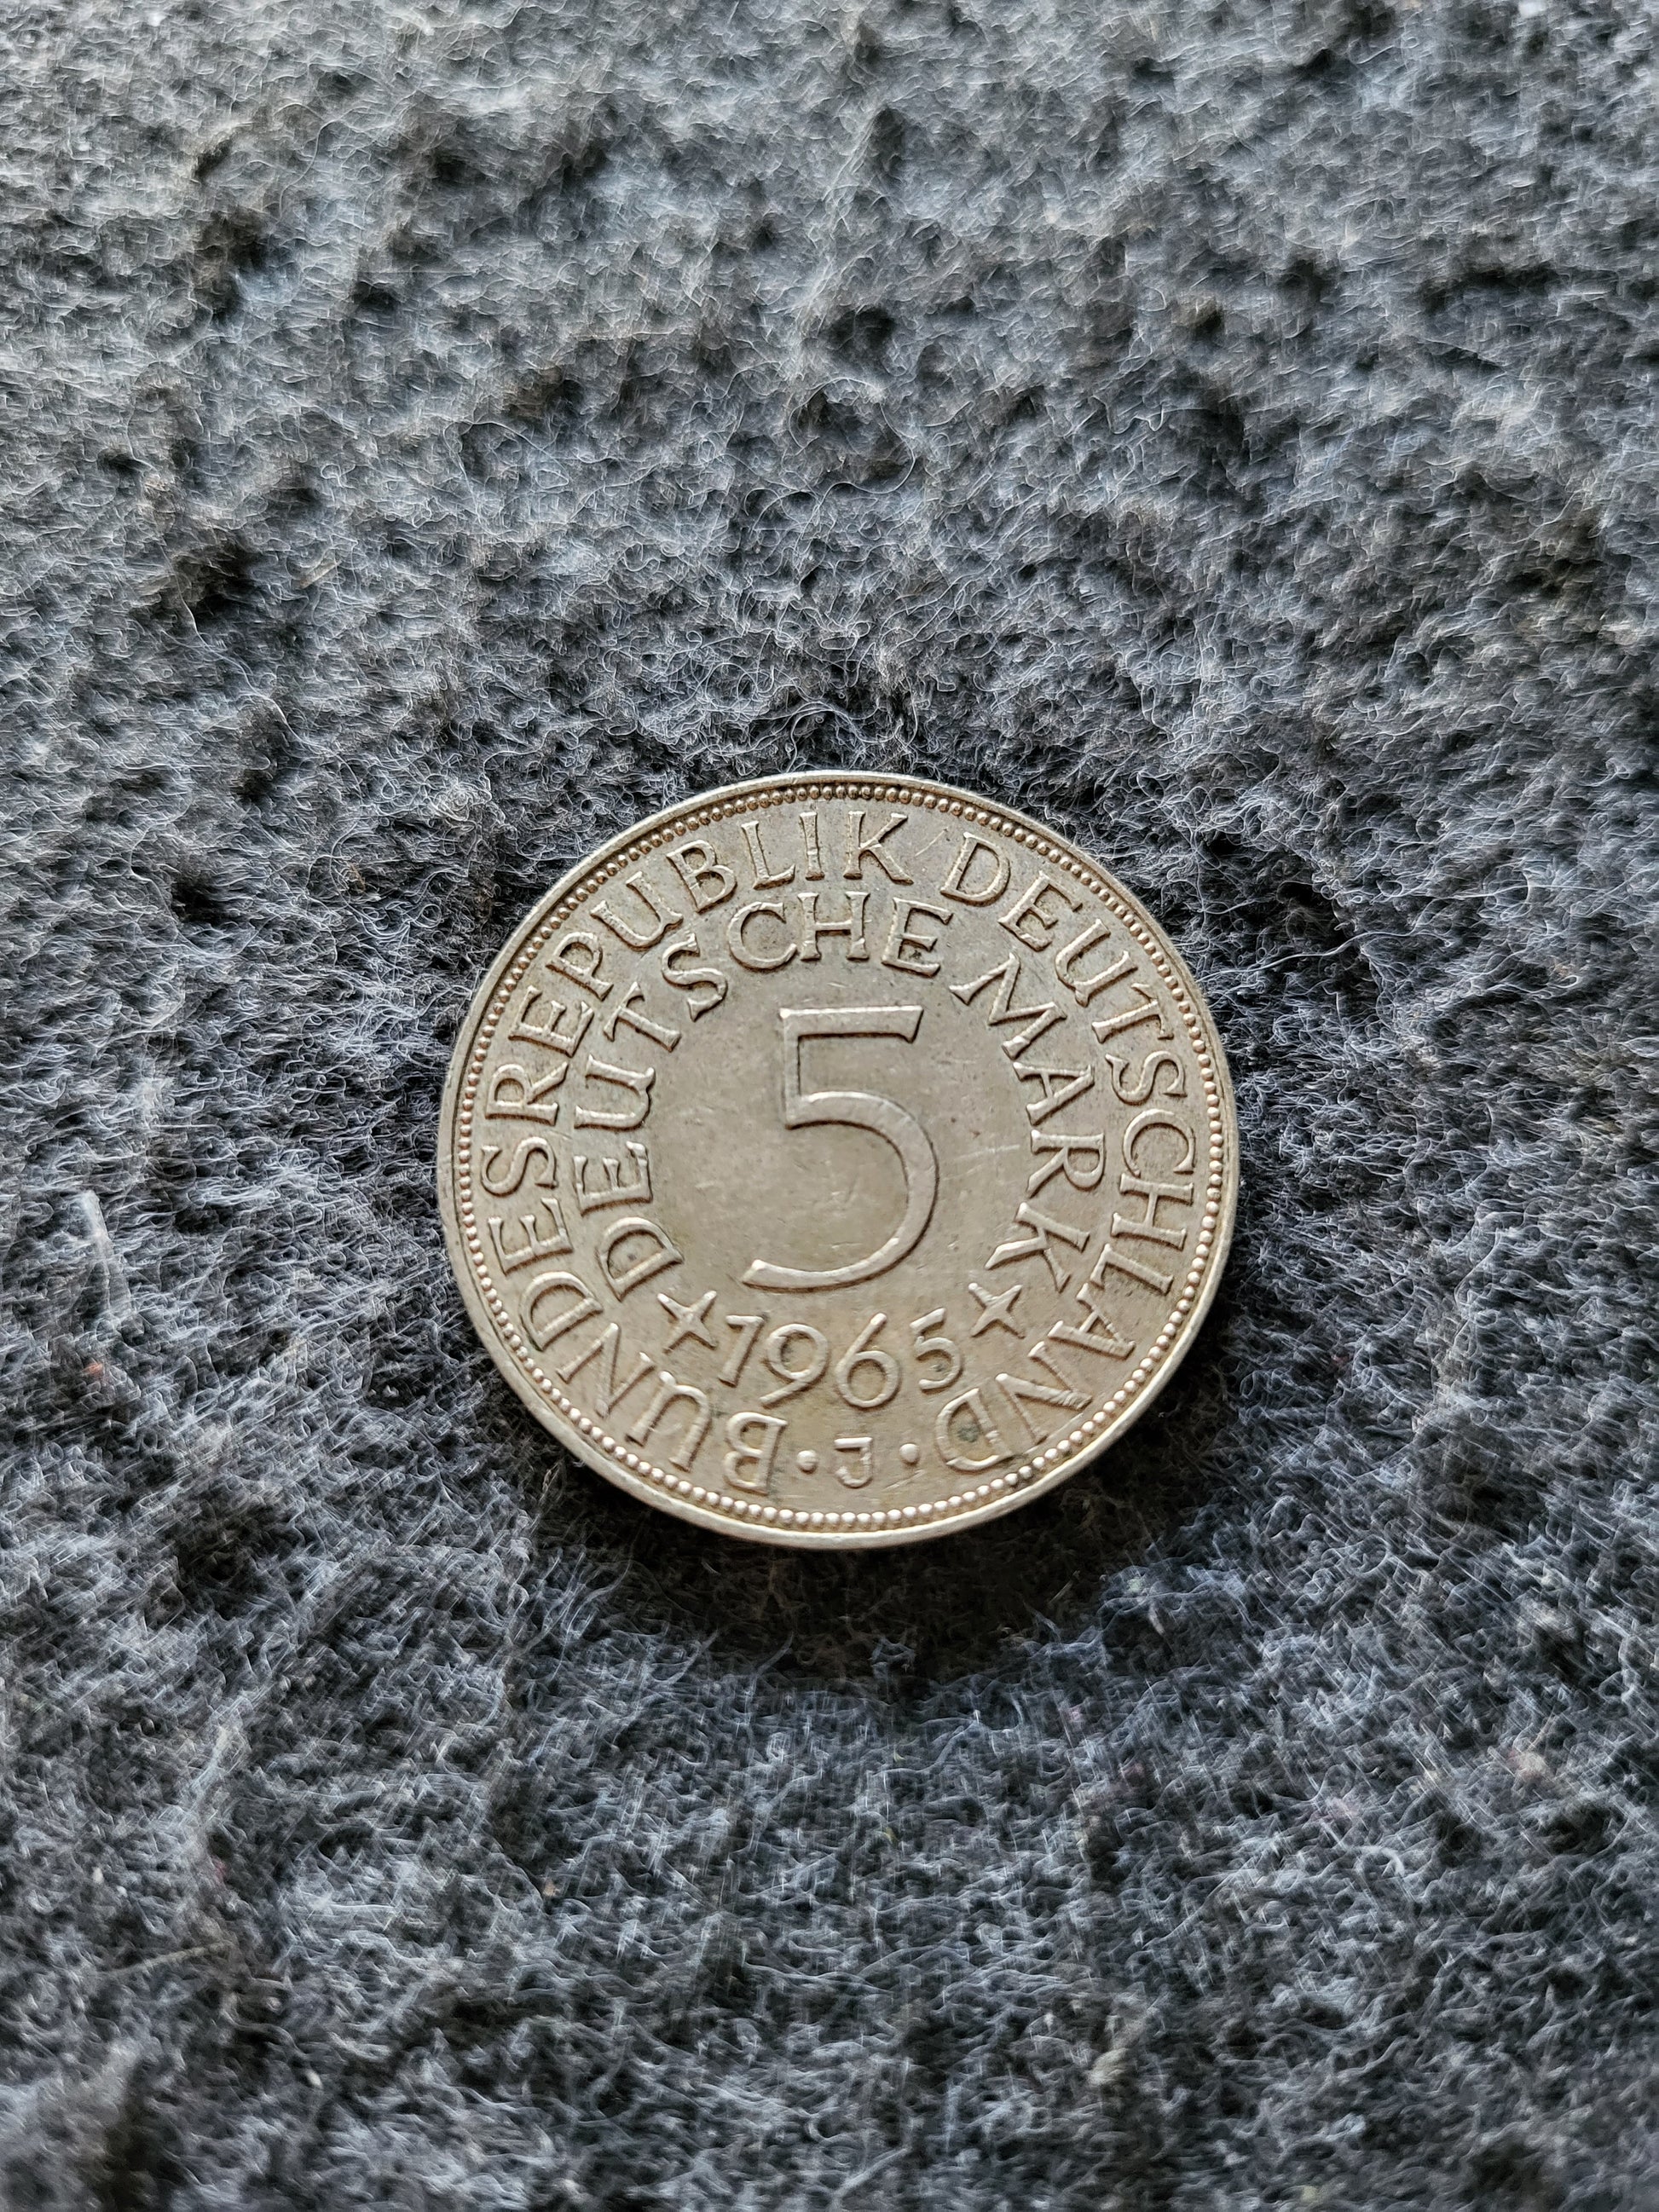 BUNDESREPUBLIK DEUTSCHLAND
DEUTSCHE MARK
5
1965
J